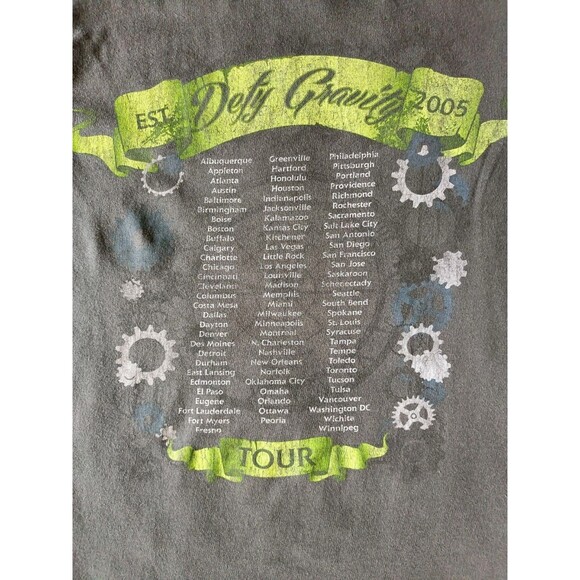 EST. Defy Gravity 2005
Albuquerque
Appleton
Atlanta
Austin
Baltimore
Birmingham
Boise
Boston
Buffalo
Calgary
Charlotte
Chicago
Cincinnati
Cleveland
Columbus
Costa Mesa
Dallas
Dayton
Denver
Des Moines
Detroit
Durham
East Lansing
Edmonton
El Paso
Eugene
Fort Lauderdale
Fort Myers
Fresno
Greenville
Hartford
Honolulu
Houston
Indianapolis
Jacksonville
Kalamazoo
Kansas City
Kitchener
Las Vegas
Little Rock
Los Angeles
Louisville
Madison
Memphis
Miami
Milwaukee
Minneapolis
Montreal
N. Charleston
Nashville
New Orleans
Norfolk
Oklahoma City
Omaha
Orlando
Ottawa
Peoria
Philadelphia
Pittsburgh
Portland
Providence
Richmond
Rochester
Sacramento
Salt Lake City
San Antonio
San Diego
San Francisco
San Jose
Saskatoon
Schenectady
Seattle
South Bend
Spokane
St. Louis
Syracuse
Tampa
Tempe
Toledo
Toronto
Tucson
Tulsa
Vancouver
Washington DC
Wichita
Winnipeg
TOUR